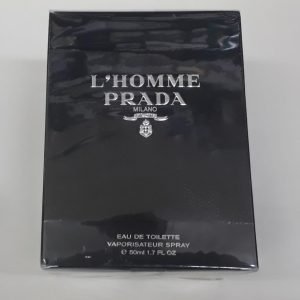 L'HOMME
PRADA
MILANO
EAU DE TOILETTE
VAPORISATEUR SPRAY
℮ 50ml 1.7 FL OZ